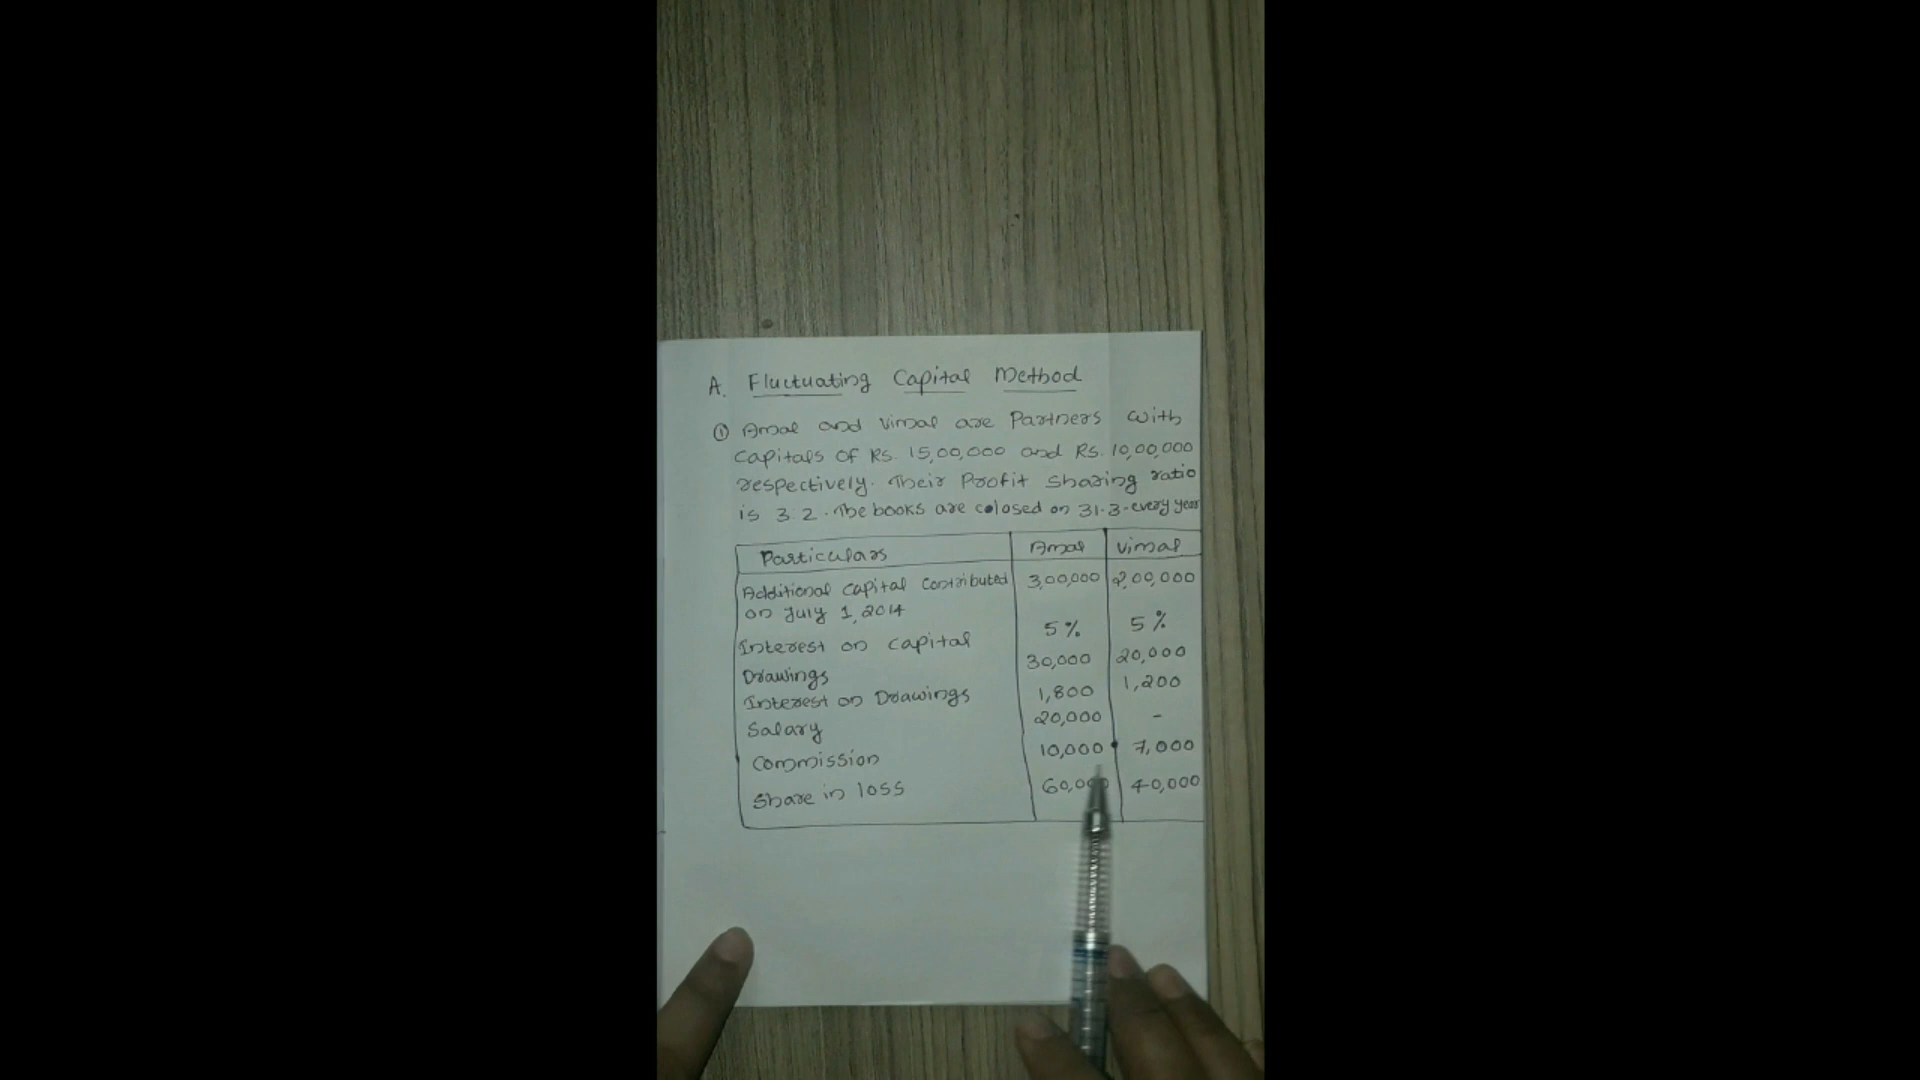 A. Fluctuating Capital Method
① Amal and Vimal are Partners with
Capitals of Rs. 15,00,000 and Rs. 10,00,000
respectively. Their Profit sharing ratio
is 3:2. The books are colosed on 31-3-every year
Particulars Amal Vimal
Additional Capital Contributed 3,00,000 2,00,000
on July 1, 2014
Interest on Capital 5% 5%
Drawings 30,000 20,000
Interest on Drawings 1,800 1,200
Salary 20,000 -
Commission 10,000 7,000
Share in loss 60,000 40,000